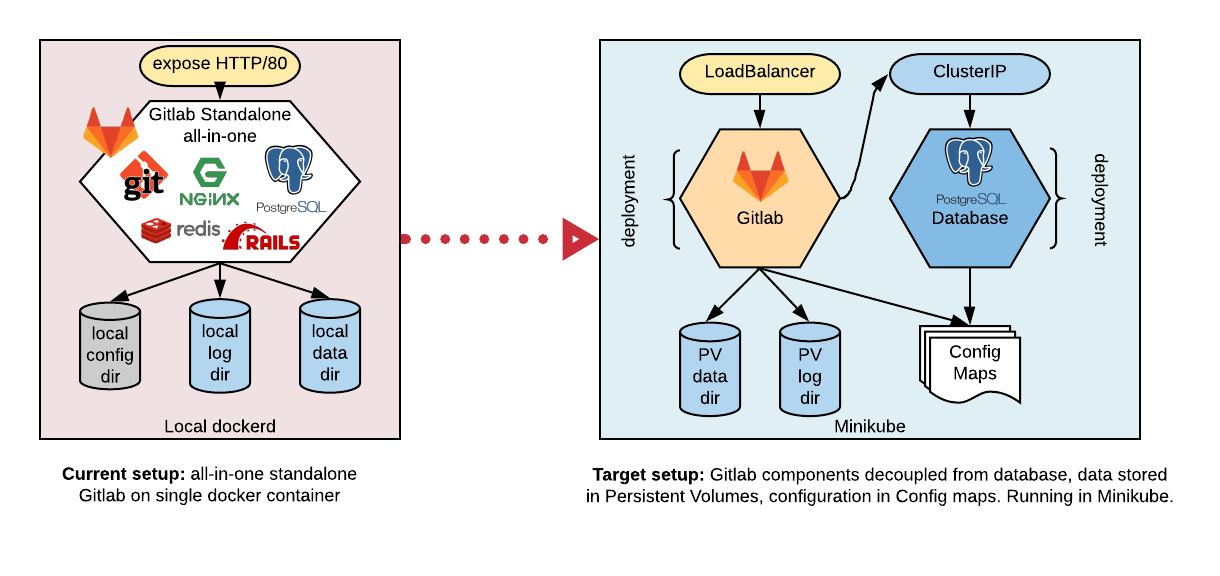 expose HTTP/80
Gitlab Standalone
all-in-one
git
NGINX
PostgreSQL
redis
RAILS
local
config
dir
local
log
dir
local
data
dir
Local dockerd
Current setup: all-in-one standalone
Gitlab on single docker container
LoadBalancer
ClusterIP
deployment
Gitlab
PostgreSQL
Database
deployment
PV
data
dir
PV
log
dir
Config
Maps
Minikube
Target setup: Gitlab components decoupled from database, data stored
in Persistent Volumes, configuration in Config maps. Running in Minikube.